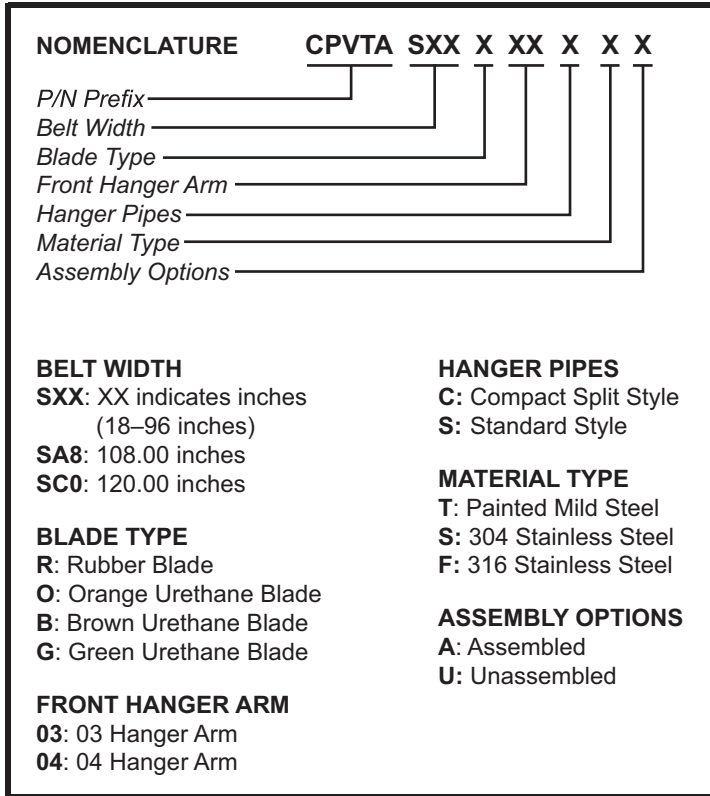 NOMENCLATURE CPVTA SXX X XX X X X
P/N Prefix
Belt Width
Blade Type
Front Hanger Arm
Hanger Pipes
Material Type
Assembly Options
BELT WIDTH
SXX: XX indicates inches
(18–96 inches)
SA8: 108.00 inches
SC0: 120.00 inches
BLADE TYPE
R: Rubber Blade
O: Orange Urethane Blade
B: Brown Urethane Blade
G: Green Urethane Blade
FRONT HANGER ARM
03: 03 Hanger Arm
04: 04 Hanger Arm
HANGER PIPES
C: Compact Split Style
S: Standard Style
MATERIAL TYPE
T: Painted Mild Steel
S: 304 Stainless Steel
F: 316 Stainless Steel
ASSEMBLY OPTIONS
A: Assembled
U: Unassembled